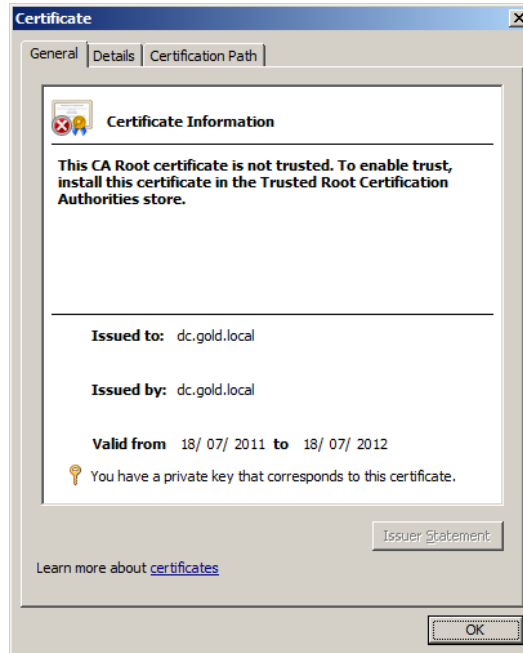 Certificate
General Details Certification Path
Certificate Information
This CA Root certificate is not trusted. To enable trust,
install this certificate in the Trusted Root Certification
Authorities store.
Issued to: dc.gold.local
Issued by: dc.gold.local
Valid from 18/ 07/ 2011 to 18/ 07/ 2012
You have a private key that corresponds to this certificate.
Issuer Statement
Learn more about certificates
OK